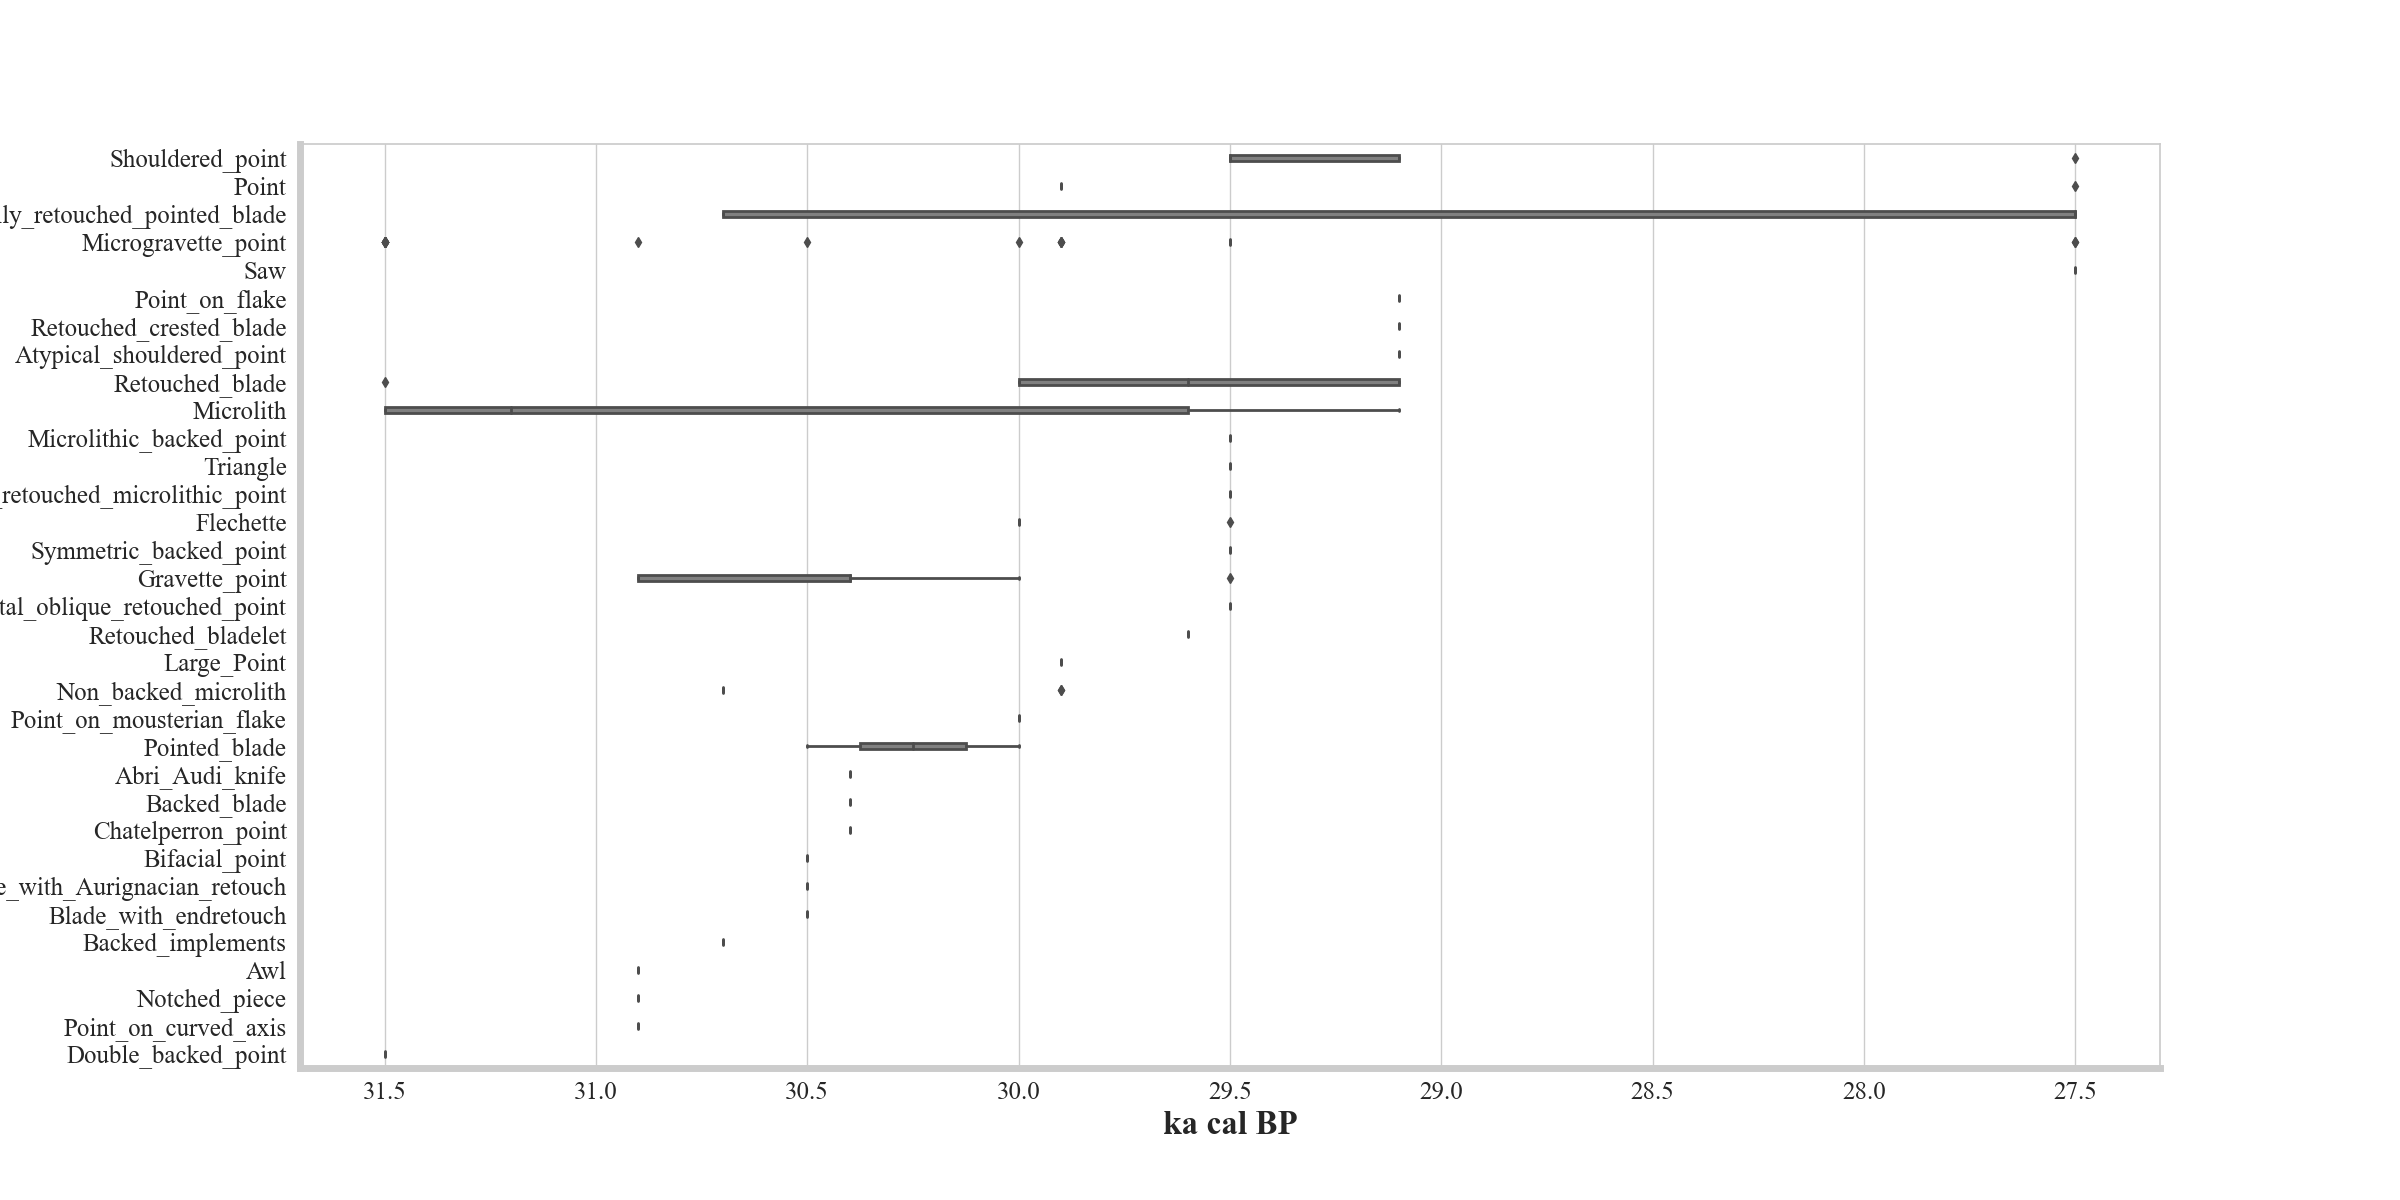 Shouldered_point
Point
ly_retouched_pointed_blade
Microgravette_point
Saw
Point_on_flake
Retouched_crested_blade
Atypical_shouldered_point
Retouched_blade
Microlith
Microlithic_backed_point
Triangle
_retouched_microlithic_point
Flechette
Symmetric_backed_point
Gravette_point
tal_oblique_retouched_point
Retouched_bladelet
Large_Point
Non_backed_microlith
Point_on_mousterian_flake
Pointed_blade
Abri_Audi_knife
Backed_blade
Chatelperron_point
Bifacial_point
e_with_Aurignacian_retouch
Blade_with_endretouch
Backed_implements
Awl
Notched_piece
Point_on_curved_axis
Double_backed_point
31.5 31.0 30.5 30.0 29.5 29.0 28.5 28.0 27.5
ka cal BP